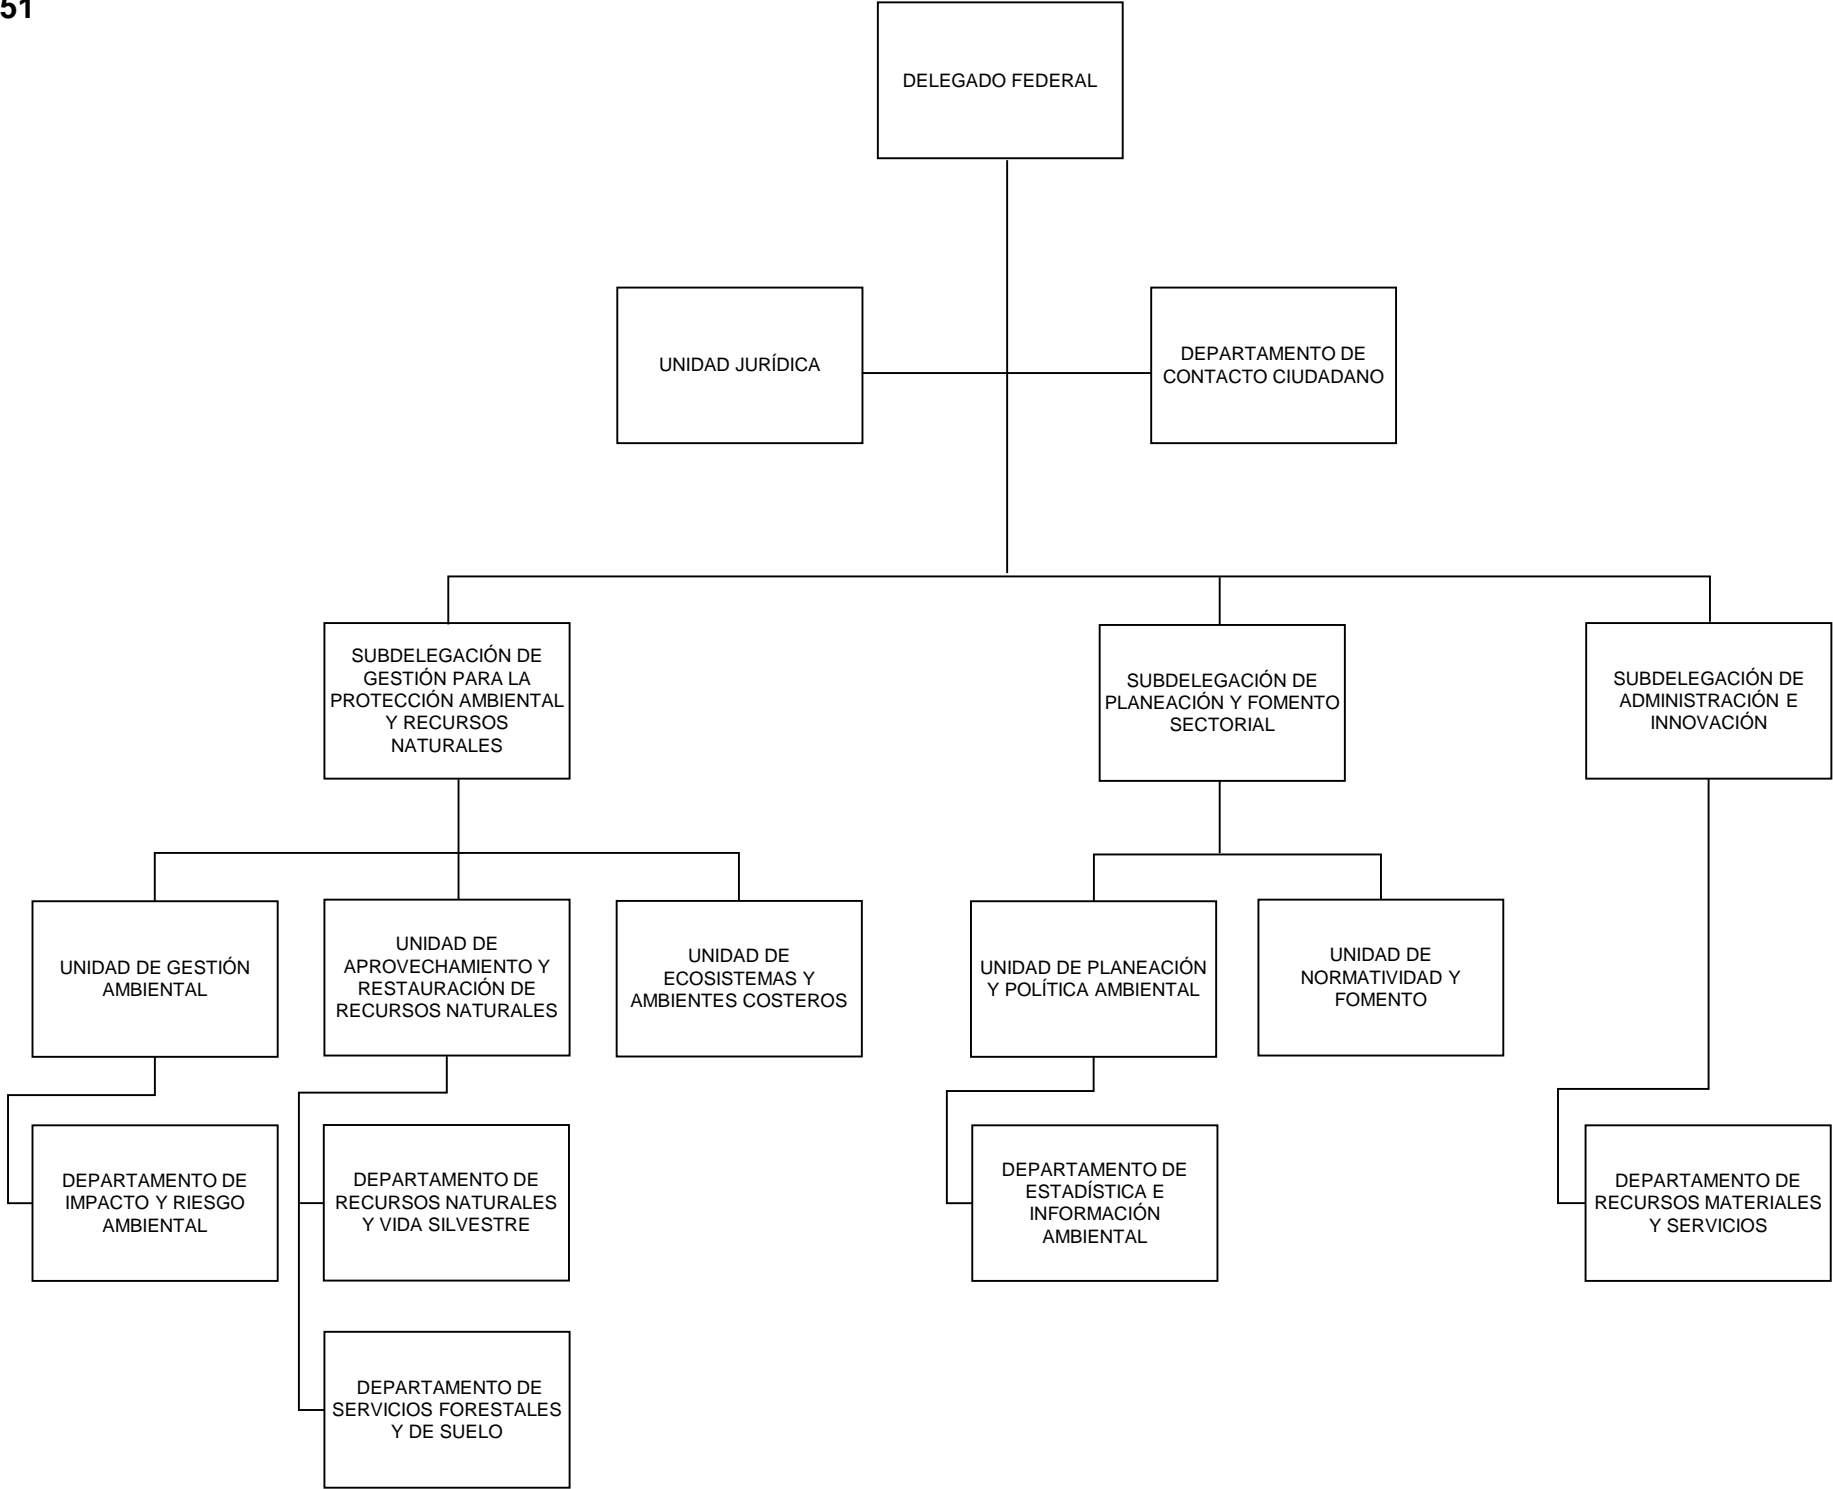 51
DELEGADO FEDERAL
UNIDAD JURÍDICA
DEPARTAMENTO DE
CONTACTO CIUDADANO
SUBDELEGACIÓN DE
GESTIÓN PARA LA
PROTECCIÓN AMBIENTAL
Y RECURSOS
NATURALES
SUBDELEGACIÓN DE
PLANEACIÓN Y FOMENTO
SECTORIAL
SUBDELEGACIÓN DE
ADMINISTRACIÓN E
INNOVACIÓN
UNIDAD DE GESTIÓN
AMBIENTAL
UNIDAD DE
APROVECHAMIENTO Y
RESTAURACIÓN DE
RECURSOS NATURALES
UNIDAD DE
ECOSISTEMAS Y
AMBIENTES COSTEROS
UNIDAD DE PLANEACIÓN
Y POLÍTICA AMBIENTAL
UNIDAD DE
NORMATIVIDAD Y
FOMENTO
DEPARTAMENTO DE
IMPACTO Y RIESGO
AMBIENTAL
DEPARTAMENTO DE
RECURSOS NATURALES
Y VIDA SILVESTRE
DEPARTAMENTO DE
ESTADÍSTICA E
INFORMACIÓN
AMBIENTAL
DEPARTAMENTO DE
RECURSOS MATERIALES
Y SERVICIOS
DEPARTAMENTO DE
SERVICIOS FORESTALES
Y DE SUELO